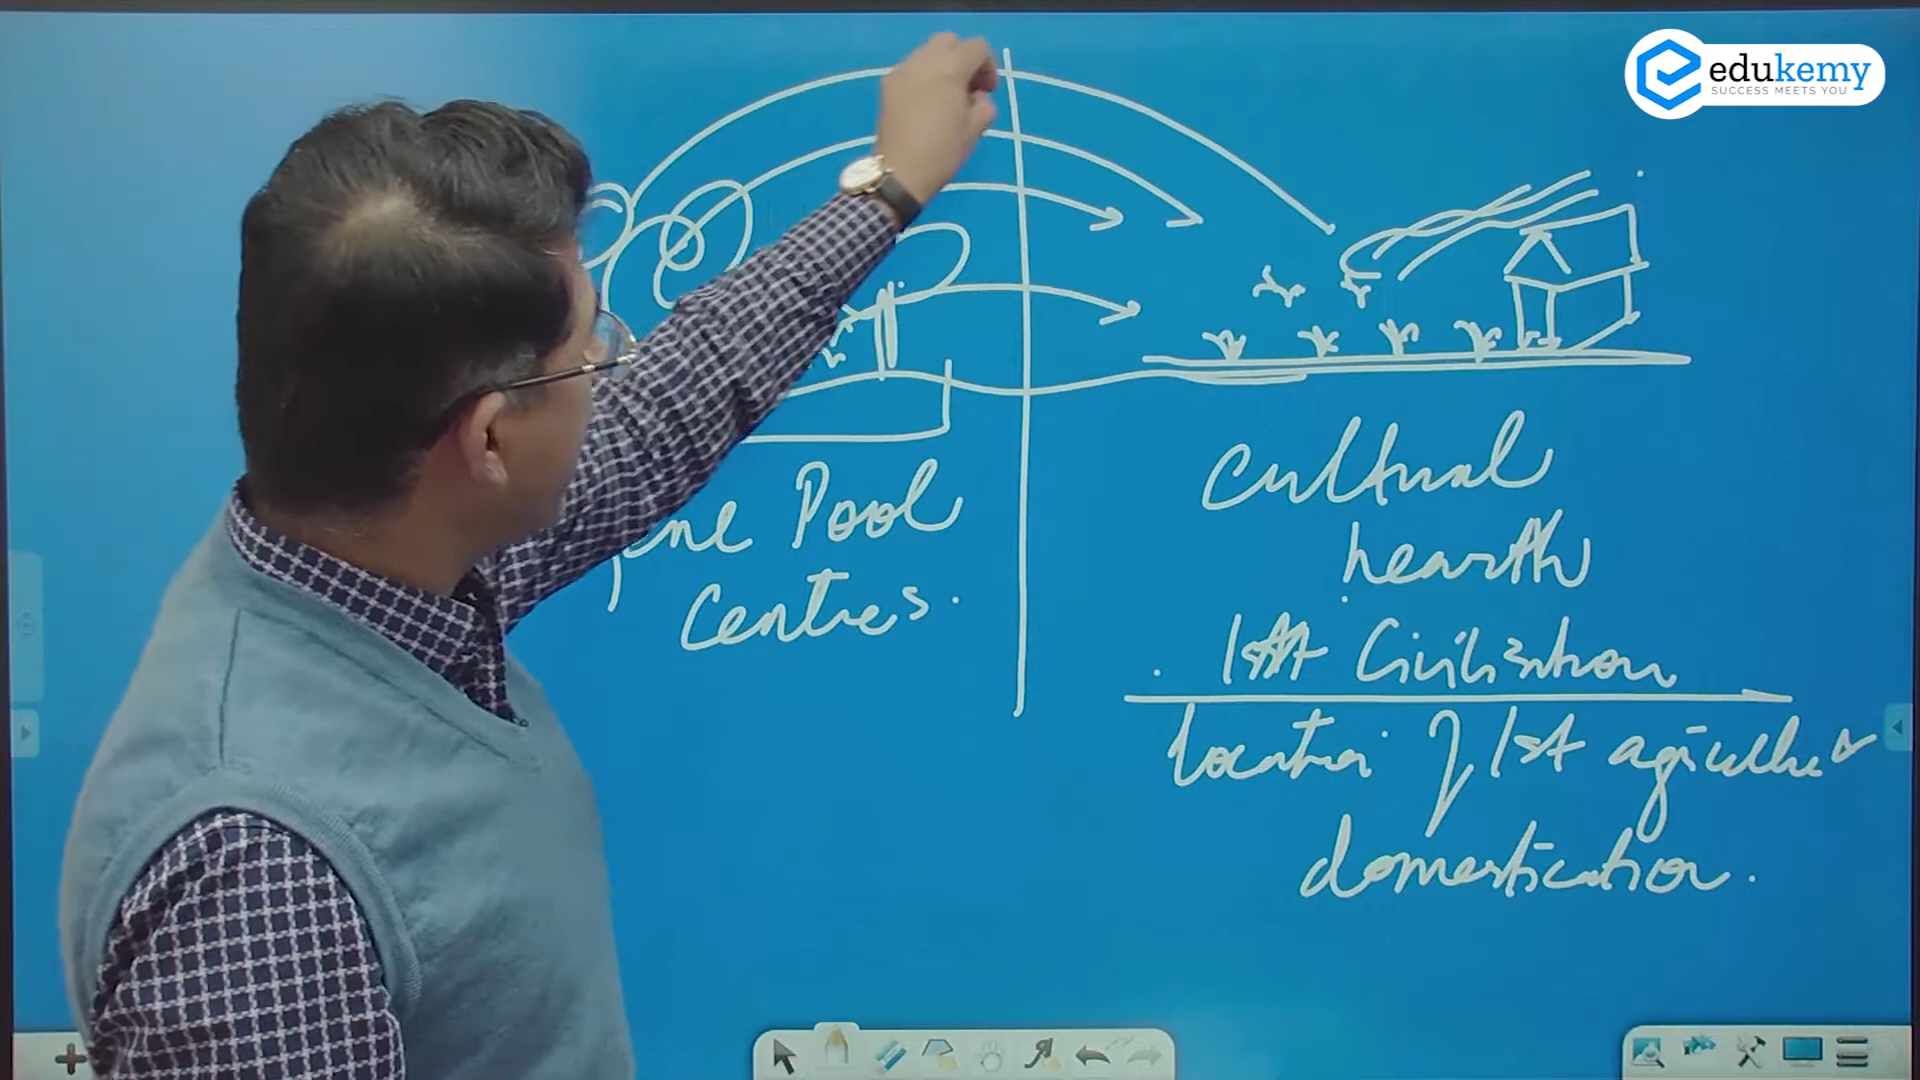 edukemy
SUCCESS MEETS YOU
Pool
Centres.
Cultural
hearth
1st Civilization
Location of 1st agriculture
domestication.